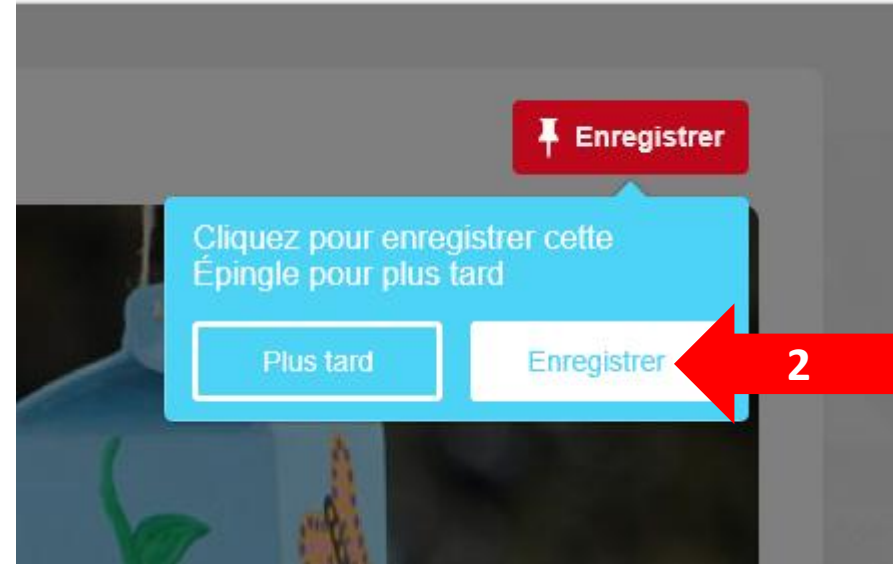 Enregistrer
Cliquez pour enregistrer cette
Épingle pour plus tard
Plus tard
Enregistrer
2